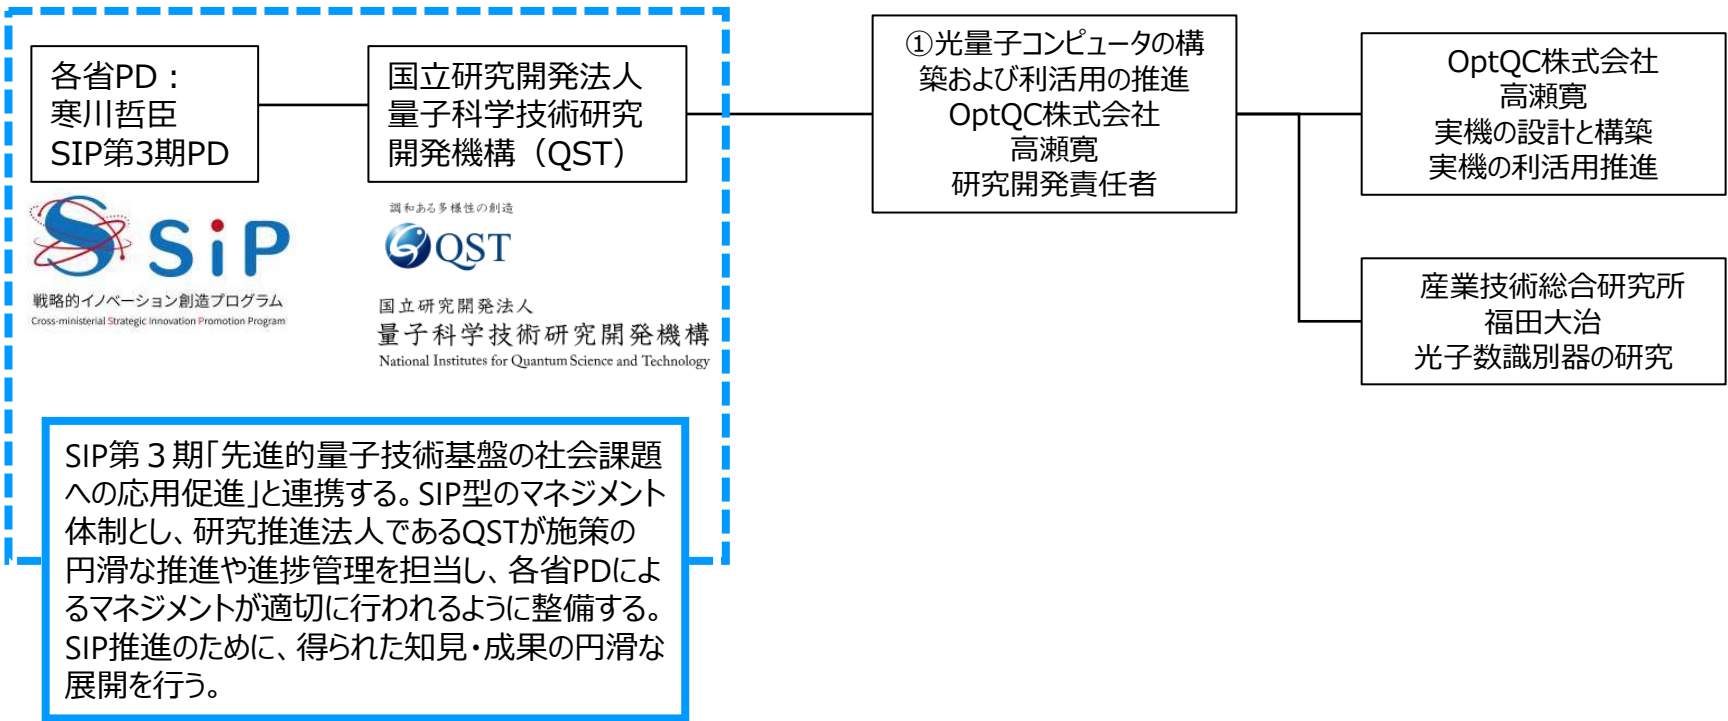 各省PD：
寒川哲臣
SIP第3期PD
国立研究開発法人
量子科学技術研究
開発機構（QST）
①光量子コンピュータの構
築および利活用の推進
OptQC株式会社
高瀬寛
研究開発責任者
OptQC株式会社
高瀬寛
実機の設計と構築
実機の利活用推進
産業技術総合研究所
福田大治
光子数識別器の研究
SiP
戦略的イノベーション創造プログラム
Cross-ministerial Strategic Innovation Promotion Program
調和ある多様性の創造
QST
国立研究開発法人
量子科学技術研究開発機構
National Institutes for Quantum Science and Technology
SIP第３期「先進的量子技術基盤の社会課題
への応用促進」と連携する。SIP型のマネジメント
体制とし、研究推進法人であるQSTが施策の
円滑な推進や進捗管理を担当し、各省PDによ
るマネジメントが適切に行われるように整備する。
SIP推進のために、得られた知見・成果の円滑な
展開を行う。